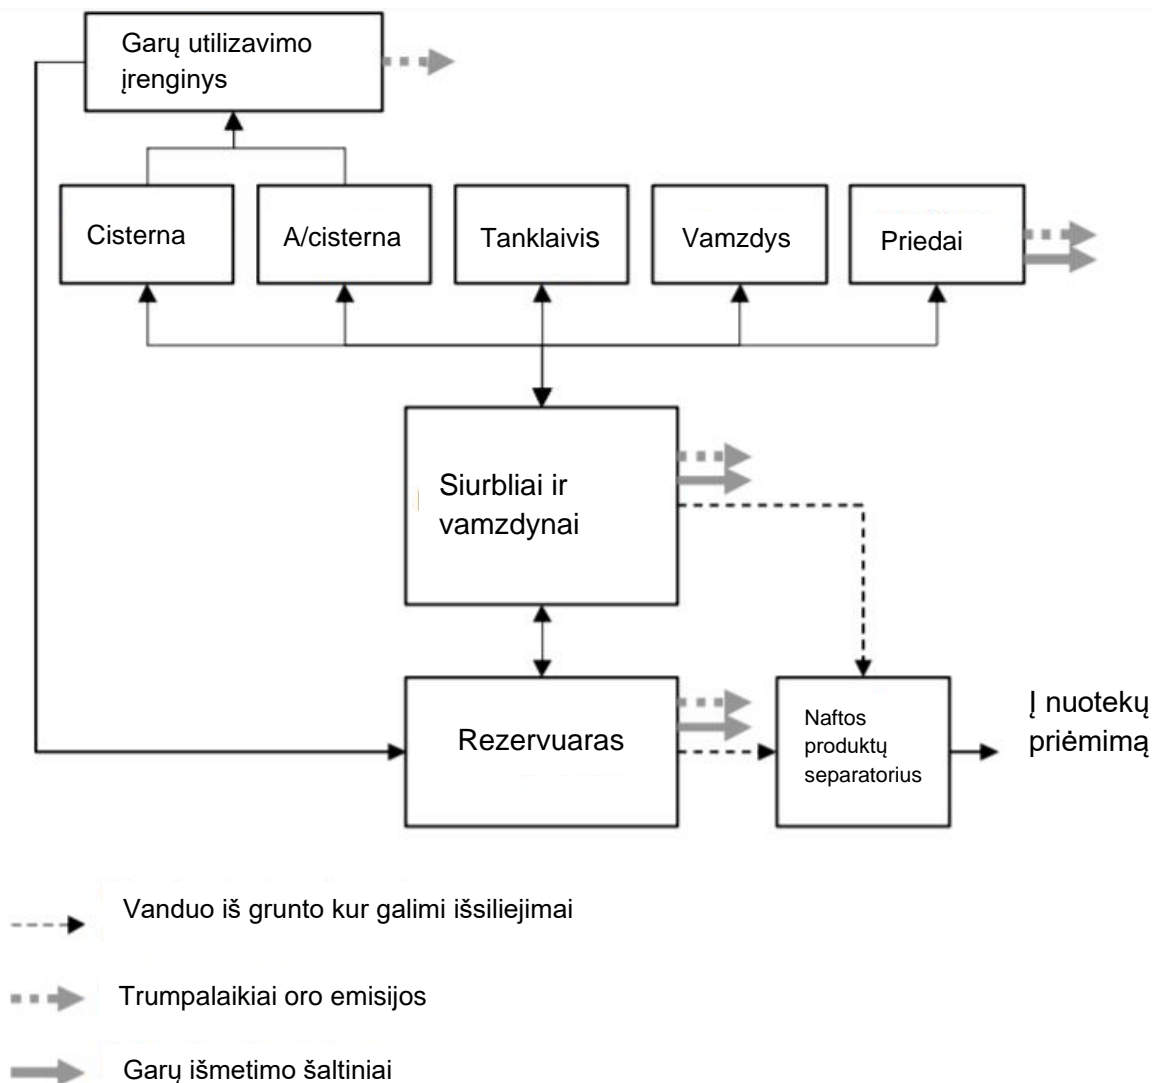 Garų utilizavimo
įrenginys
Cisterna
A/cisterna
Tanklaivis
Vamzdys
Priedai
Siurbliai ir
vamzdynai
Rezervuaras
Naftos
produktų
separatorius
Į nuotekų
priėmimą
Vanduo iš grunto kur galimi išsiliejimai
Trumpalaikiai oro emisijos
Garų išmetimo šaltiniai